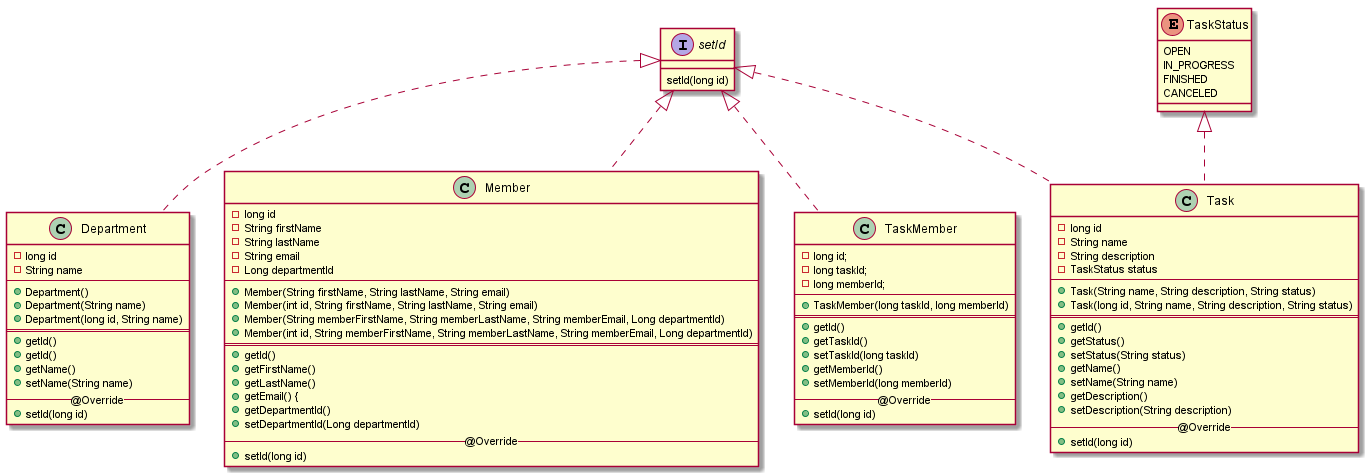 I setId
setId(long id)
E TaskStatus
OPEN
IN_PROGRESS
FINISHED
CANCELED
C Department
long id
String name
Department()
Department(String name)
Department(long id, String name)
getId()
getId()
getName()
setName(String name)
@Override
setId(long id)
C Member
long id
String firstName
String lastName
String email
Long departmentId
Member(String firstName, String lastName, String email)
Member(int id, String firstName, String lastName, String email)
Member(String memberFirstName, String memberLastName, String memberEmail, Long departmentId)
Member(int id, String memberFirstName, String memberLastName, String memberEmail, Long departmentId)
getId()
getFirstName()
getLastName()
getEmail() {
getDepartmentId()
setDepartmentId(Long departmentId)
@Override
setId(long id)
C TaskMember
long id;
long taskId;
long memberId;
TaskMember(long taskId, long memberId)
getId()
getTaskId()
setTaskId(long taskId)
getMemberId()
setMemberId(long memberId)
@Override
setId(long id)
C Task
long id
String name
String description
TaskStatus status
Task(String name, String description, String status)
Task(long id, String name, String description, String status)
getId()
getStatus()
setStatus(String status)
getName()
setName(String name)
getDescription()
setDescription(String description)
@Override
setId(long id)